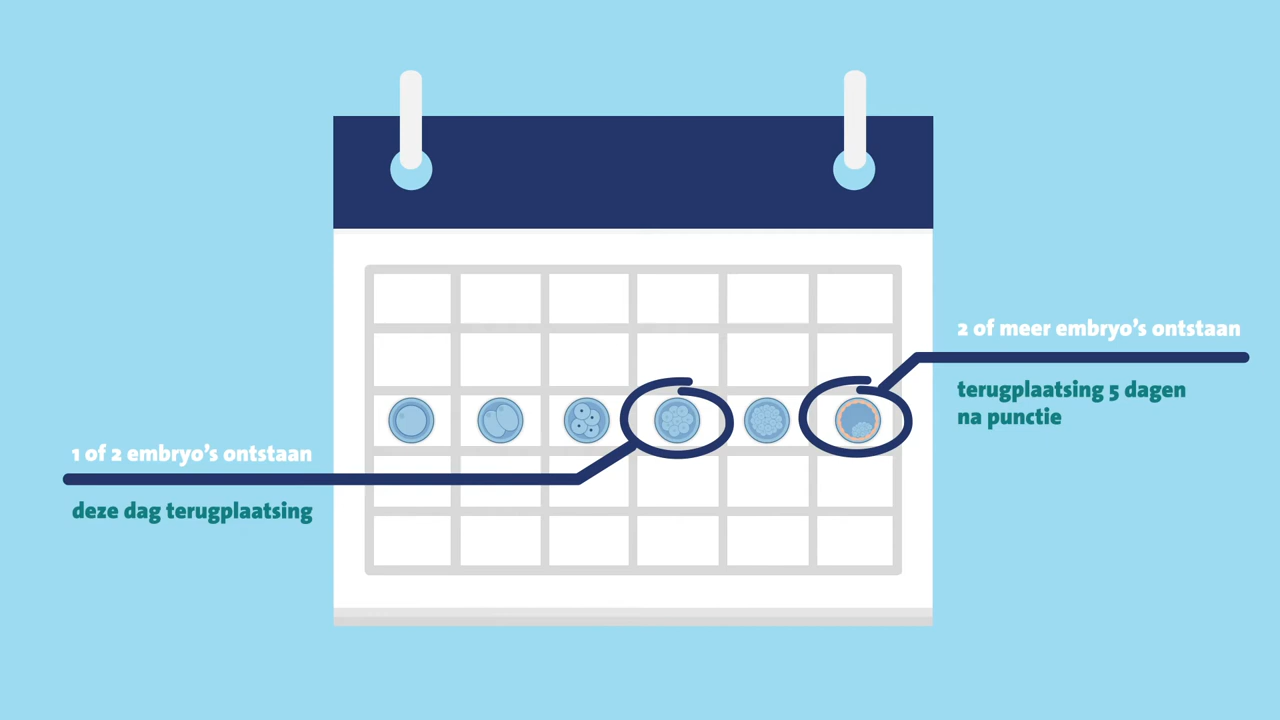 2 of meer embryo’s ontstaan
terugplaatsing 5 dagen
na punctie
1 of 2 embryo’s ontstaan
deze dag terugplaatsing